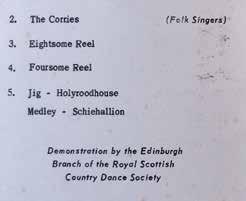 2. The Corries (Folk Singers)
3. Eightsome Reel
4. Foursome Reel
5. Jig - Holyroodhouse
Medley - Schiehallion
Demonstration by the Edinburgh
Branch of the Royal Scottish
Country Dance Society